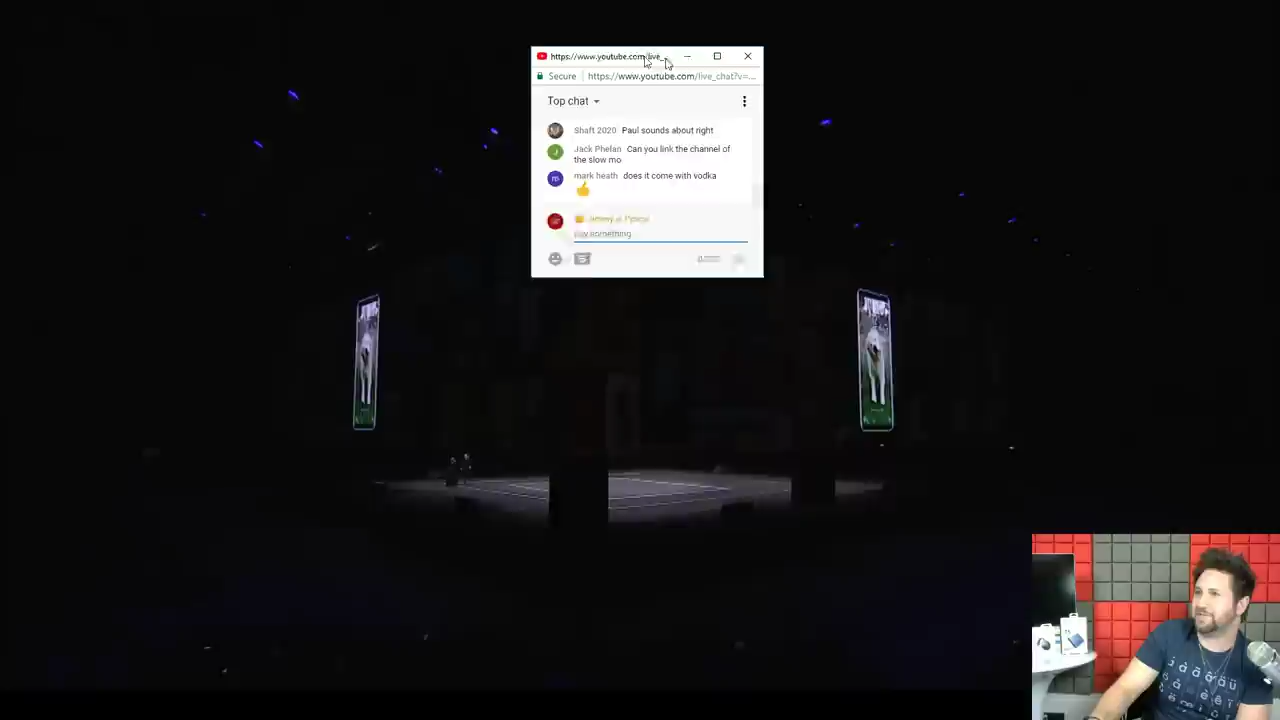 https://www.youtube.com/live_
Secure https://www.youtube.com/live_chat?v=...
Top chat
Shaft 2020 Paul sounds about right
Jack Phelan Can you link the channel of
the slow mo
mark heath does it come with vodka
say something